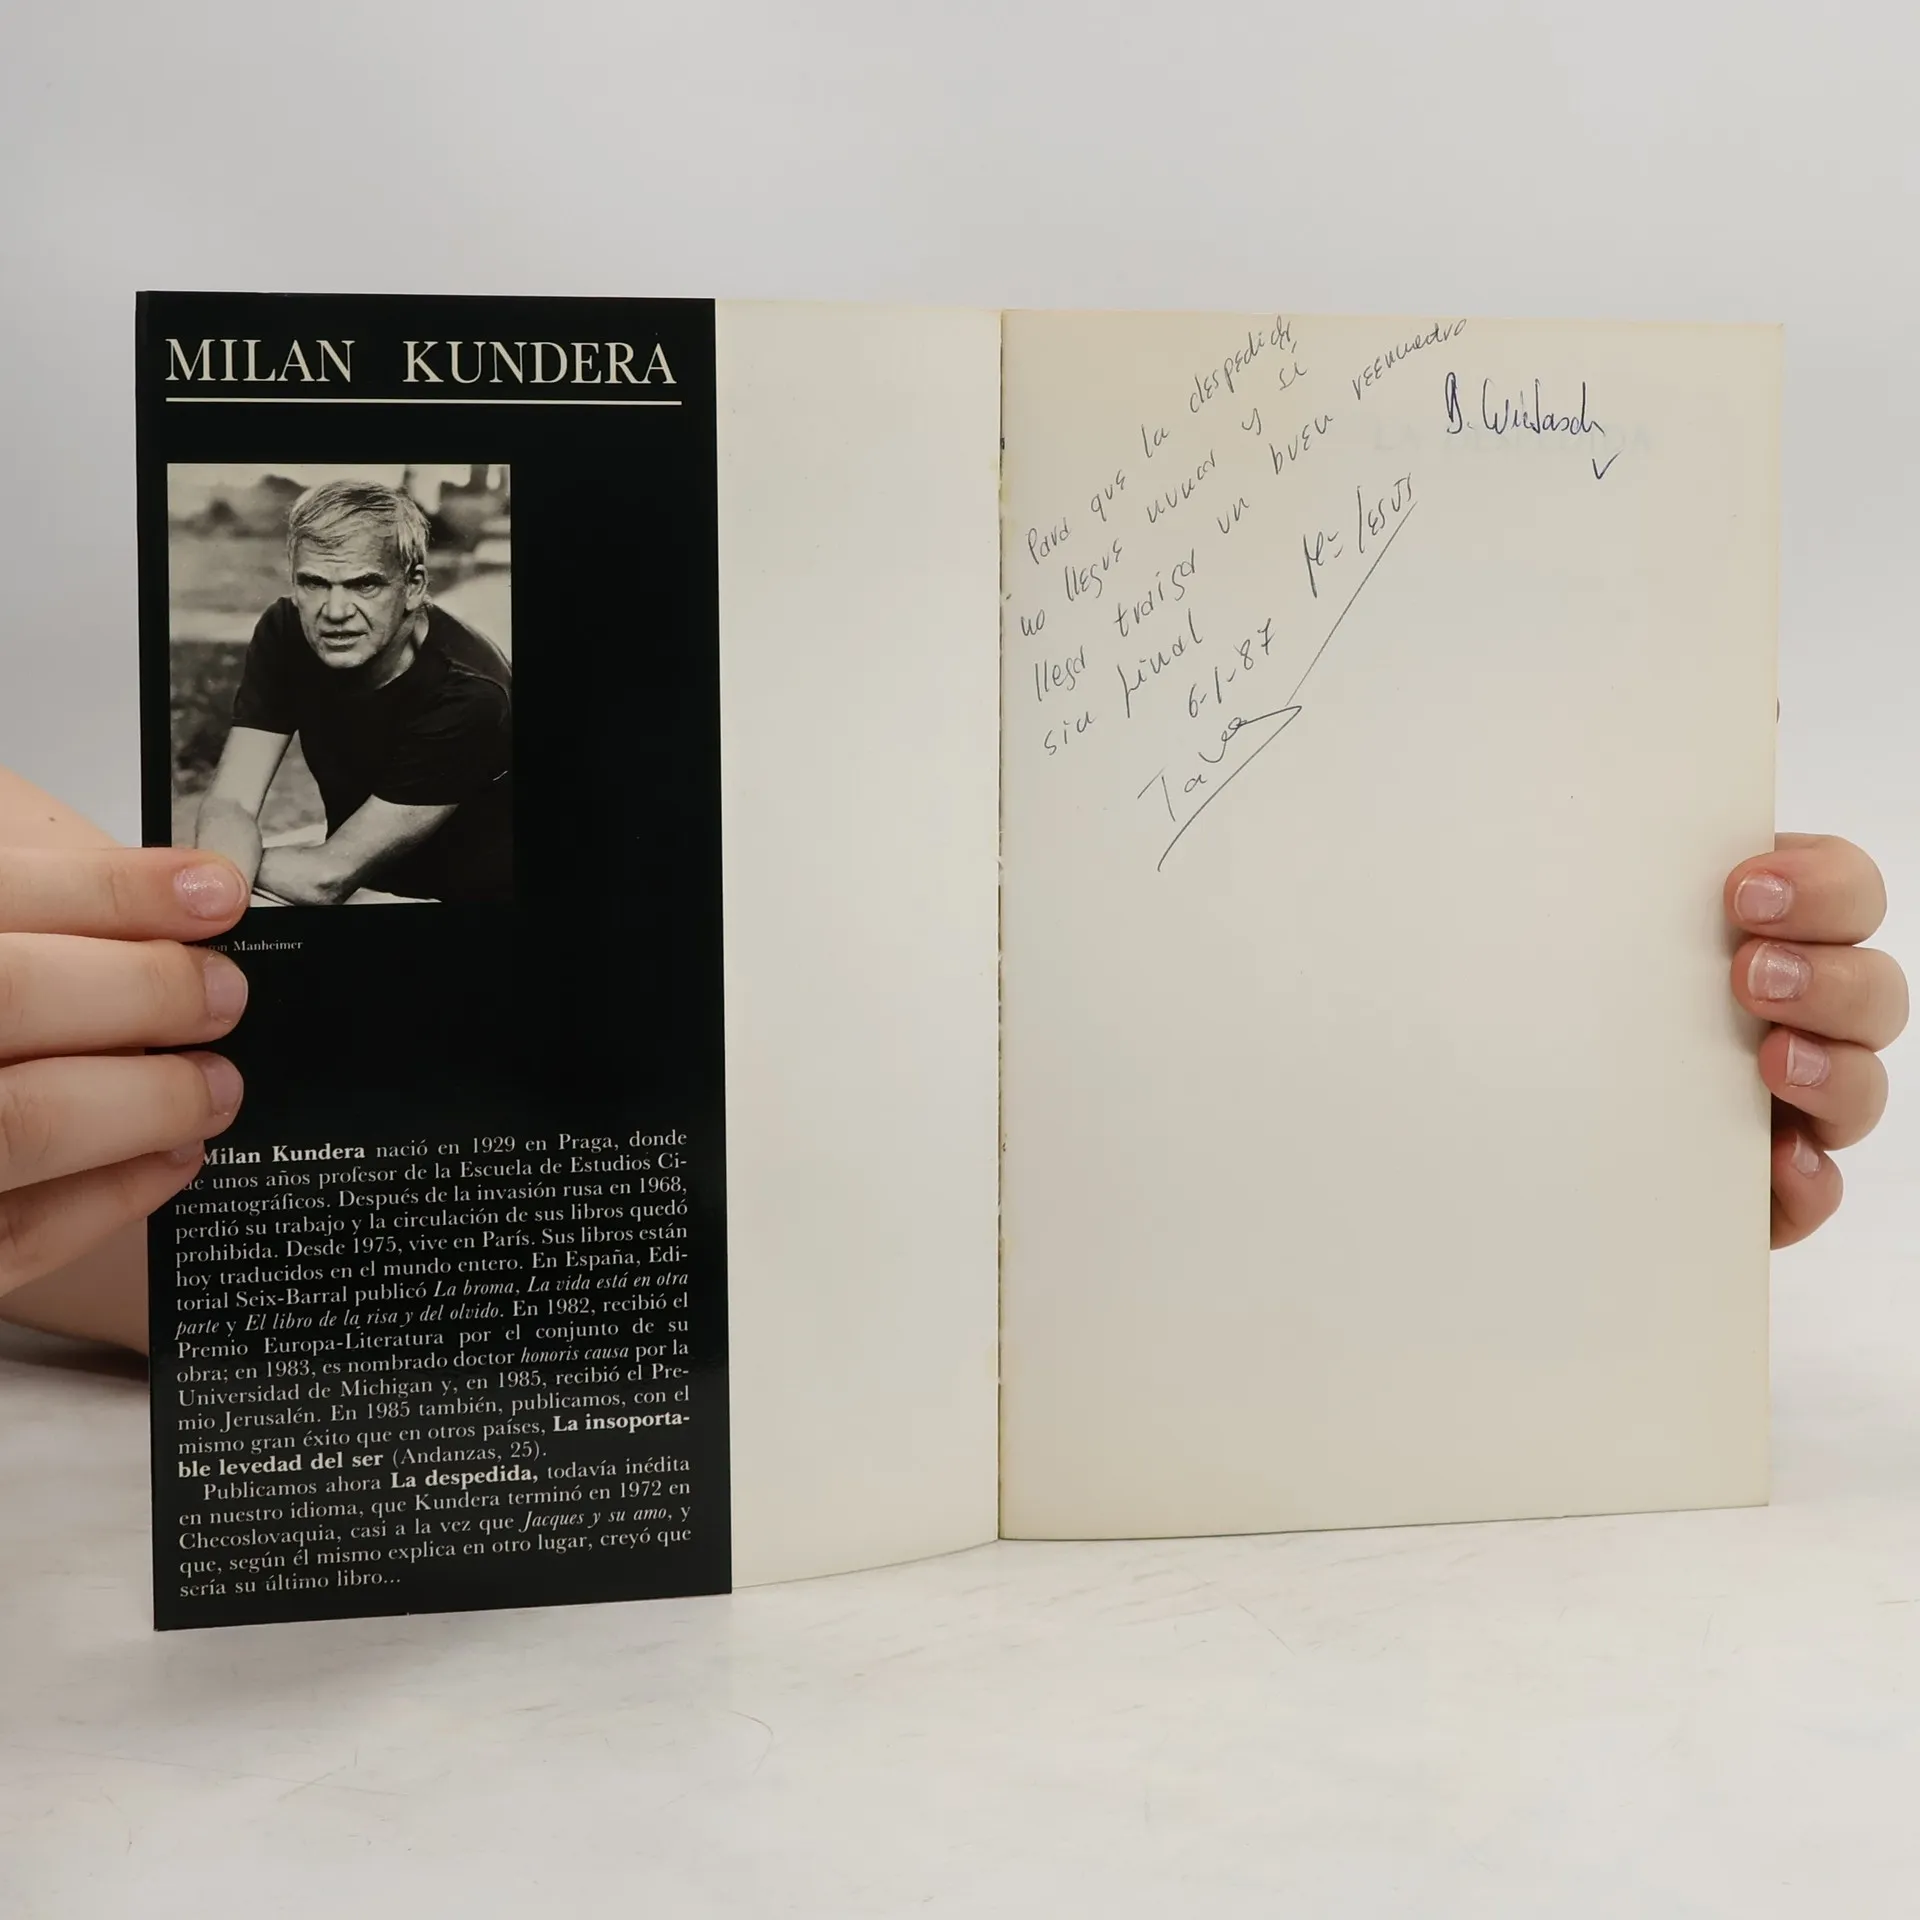 MILAN KUNDERA
Manheimer
Milan Kundera nació en 1929 en Praga, donde
unos años profesor de la Escuela de Estudios Ci-
nematográficos. Después de la invasión rusa en 1968,
perdió su trabajo y la circulación de sus libros quedó
prohibida. Desde 1975, vive en París. Sus libros están
hoy traducidos en el mundo entero. En España, Edi-
torial Seix-Barral publicó La broma, La vida está en otra
parte y El libro de la risa y del olvido. En 1982, recibió el
Premio Europa-Literatura por el conjunto de su
obra; en 1983, es nombrado doctor honoris causa por la
Universidad de Michigan y, en 1985, recibió el Pre-
mio Jerusalén. En 1985 también, publicamos, con el
mismo gran éxito que en otros países, La insoporta-
ble levedad del ser (Andanzas, 25).
Publicamos ahora La despedida, todavía inédita
en nuestro idioma, que Kundera terminó en 1972 en
Checoslovaquia, casi a la vez que Jacques y su amo, y
que, según él mismo explica en otro lugar, creyó que
sería su último libro...
Para que la despedida
no llegue nunca y si
llega traiga un buen reencuentro
sin final
Mª Jesús
6-1-87